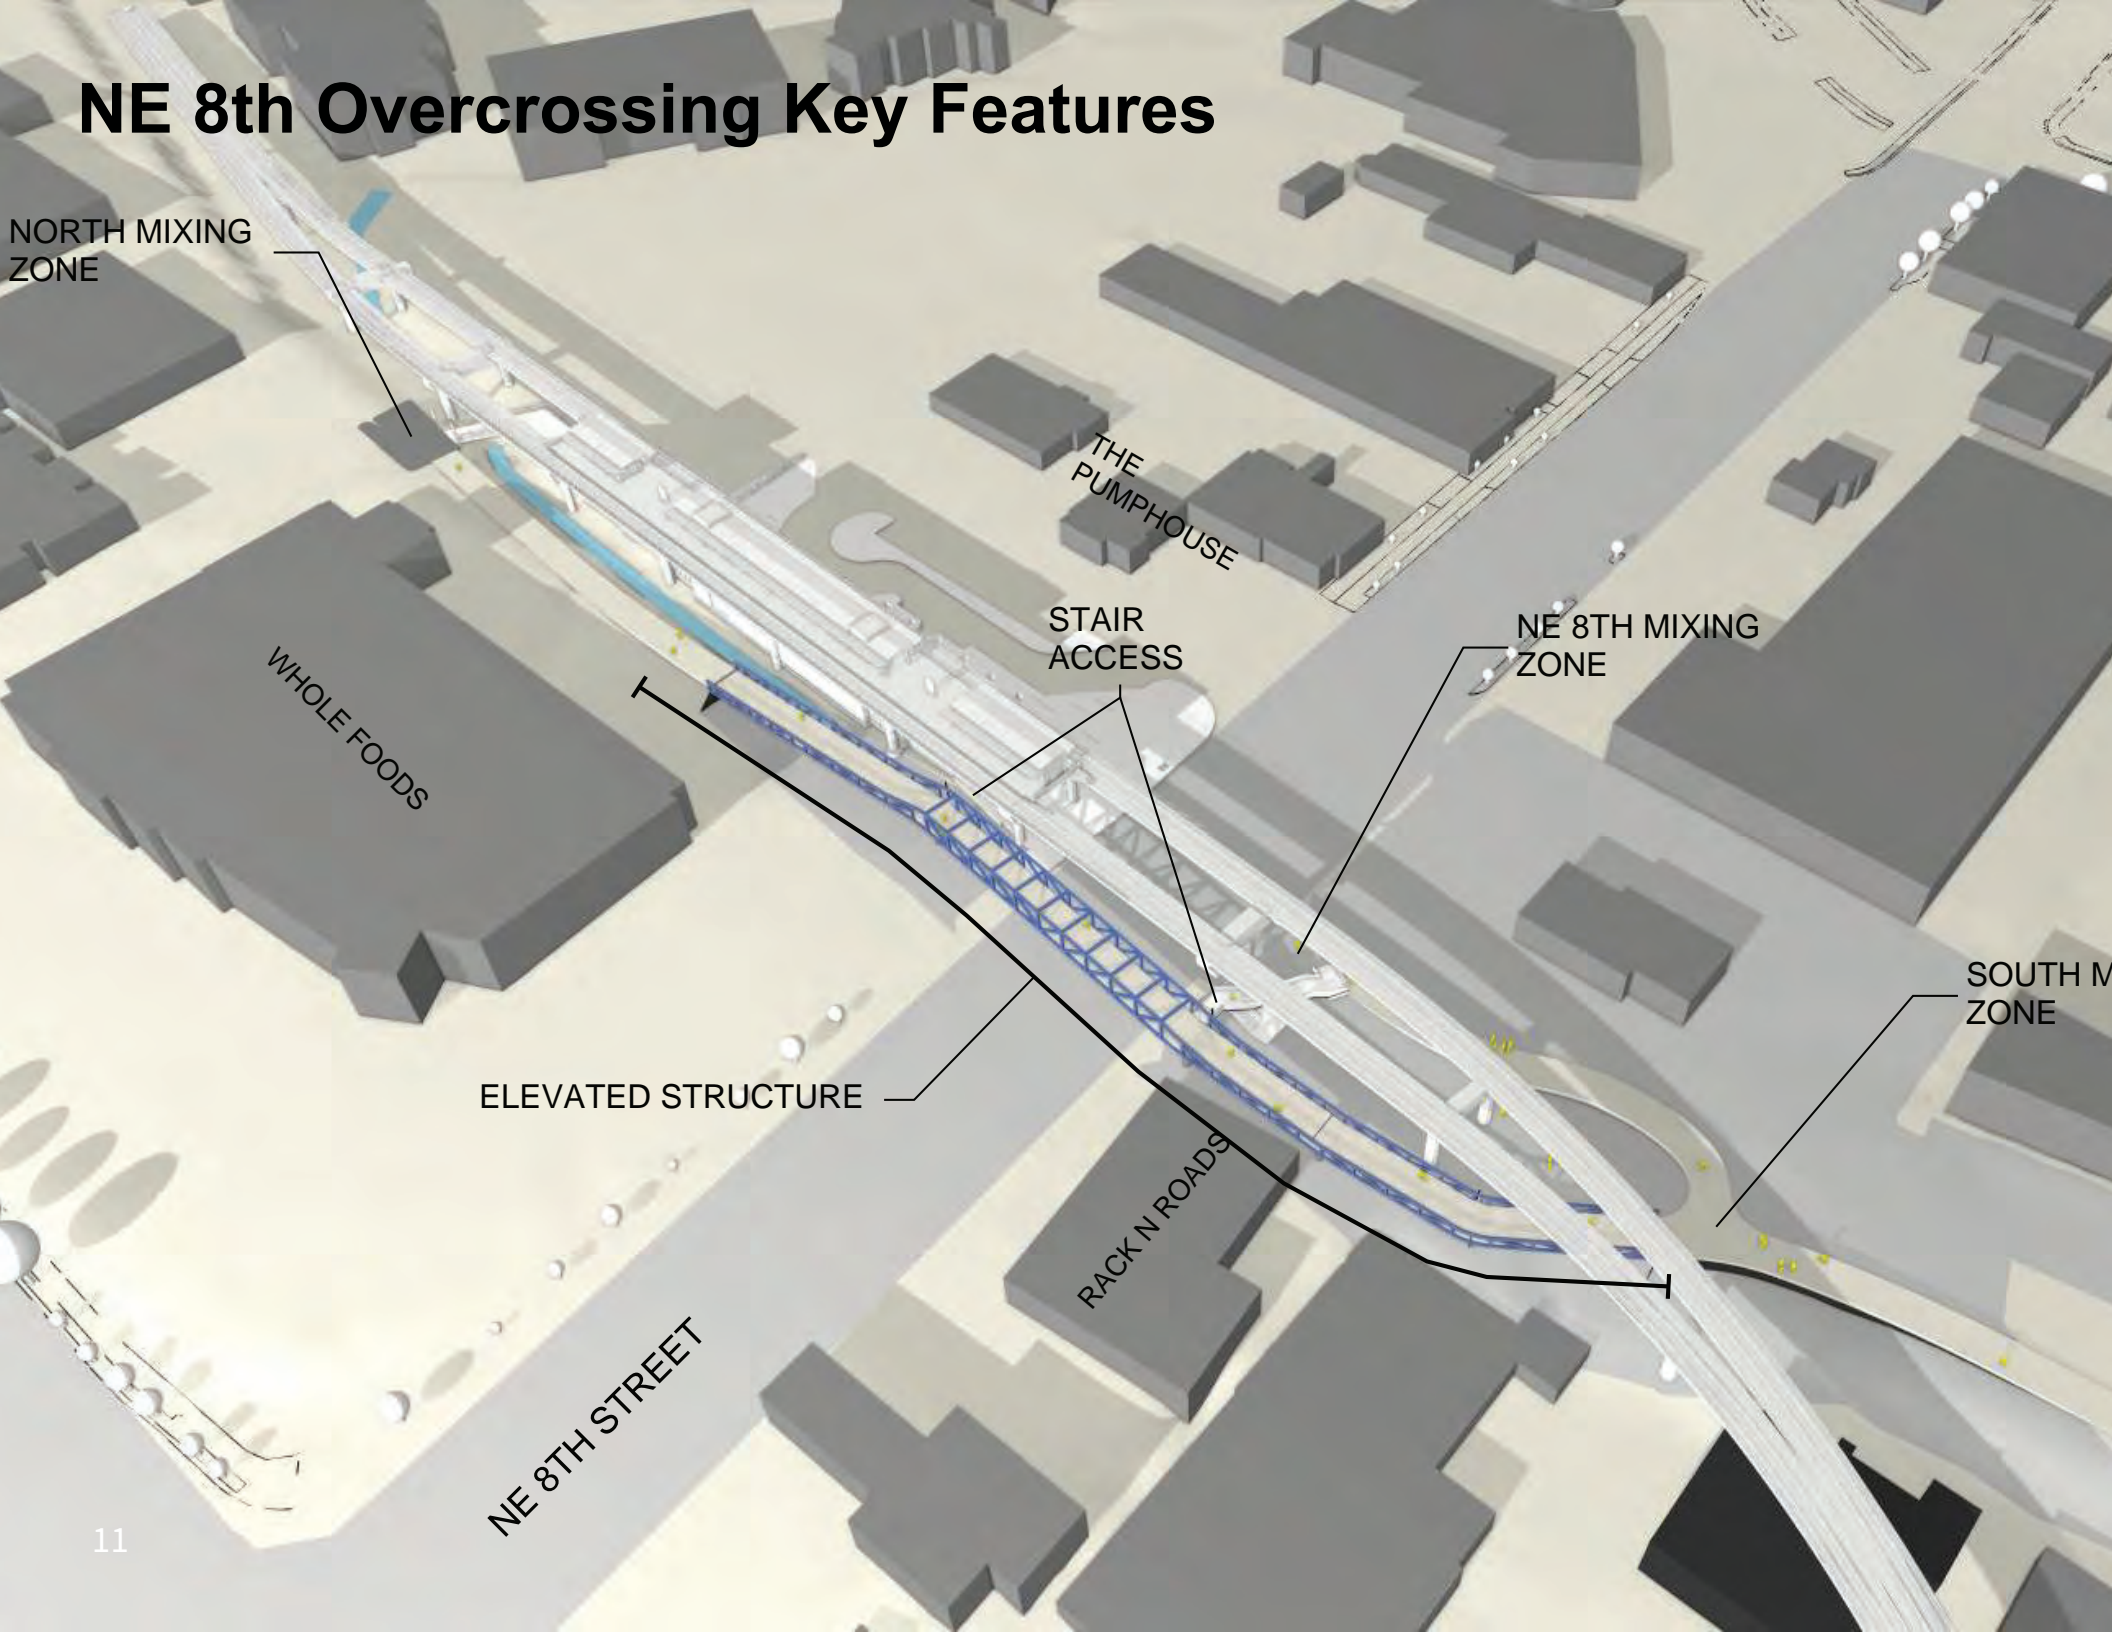 NE 8th Overcrossing Key Features
NORTH MIXING
ZONE
THE
PUMPHOUSE
STAIR
ACCESS
NE 8TH MIXING
ZONE
WHOLE FOODS
SOUTH M
ZONE
ELEVATED STRUCTURE
RACK N ROADS
NE 8TH STREET
11